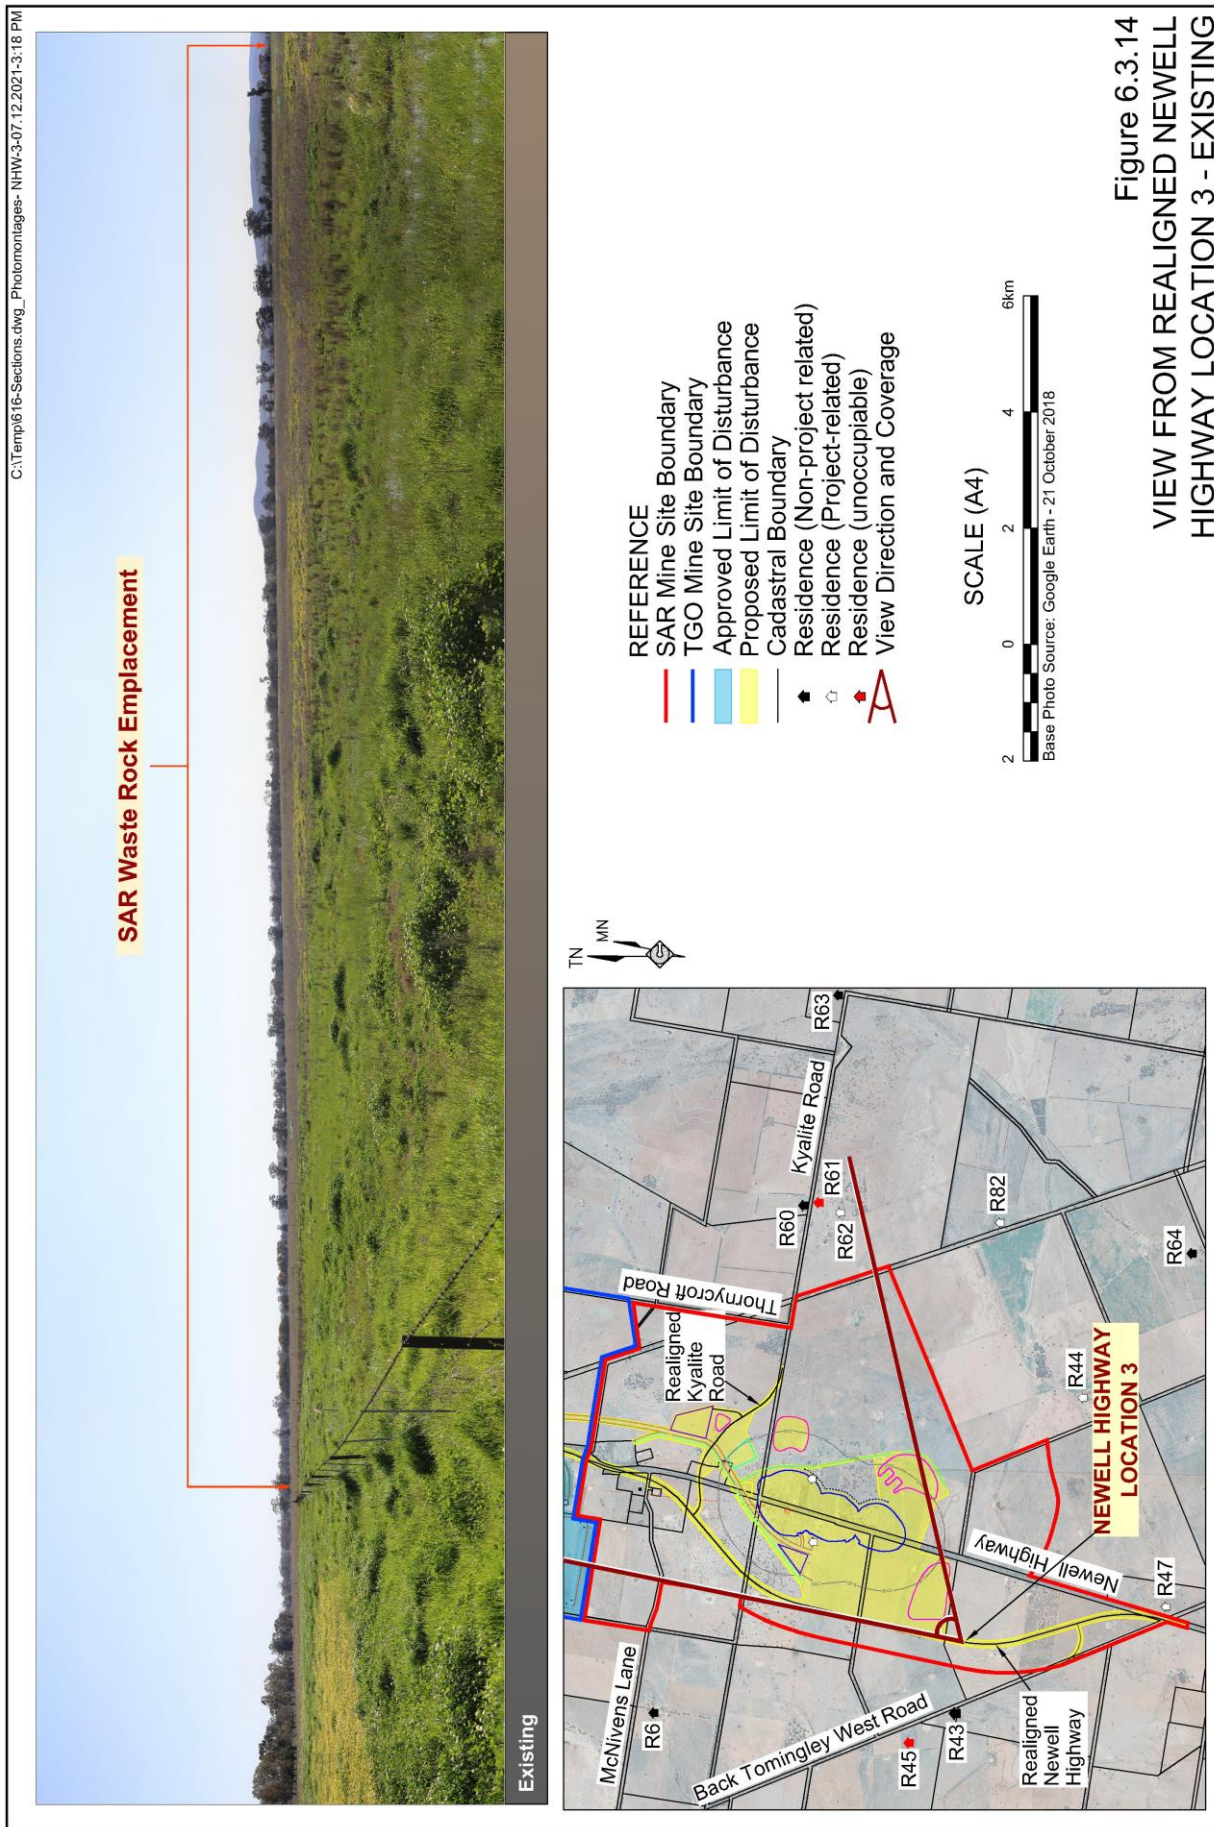 C:\Temp\616-Sections.dwg_Photomontages- NHW-3-07.12.2021-3:18 PM
SAR Waste Rock Emplacement
Existing
TN
MN
McNivens Lane
R6
Back Tomingley West Road
R45
R43
Realigned
Newell
Highway
Realigned
Kyalite
Road
Thornycroft Road
Kyalite Road
R60
R61
R62
R63
R82
R64
R44
R47
Newell
Highway
NEWELL HIGHWAY
LOCATION 3
REFERENCE
SAR Mine Site Boundary
TGO Mine Site Boundary
Approved Limit of Disturbance
Proposed Limit of Disturbance
Cadastral Boundary
Residence (Non-project related)
Residence (Project-related)
Residence (unoccupiable)
View Direction and Coverage
SCALE (A4)
2 0 2 4 6km
Base Photo Source: Google Earth - 21 October 2018
Figure 6.3.14
VIEW FROM REALIGNED NEWELL
HIGHWAY LOCATION 3 - EXISTING